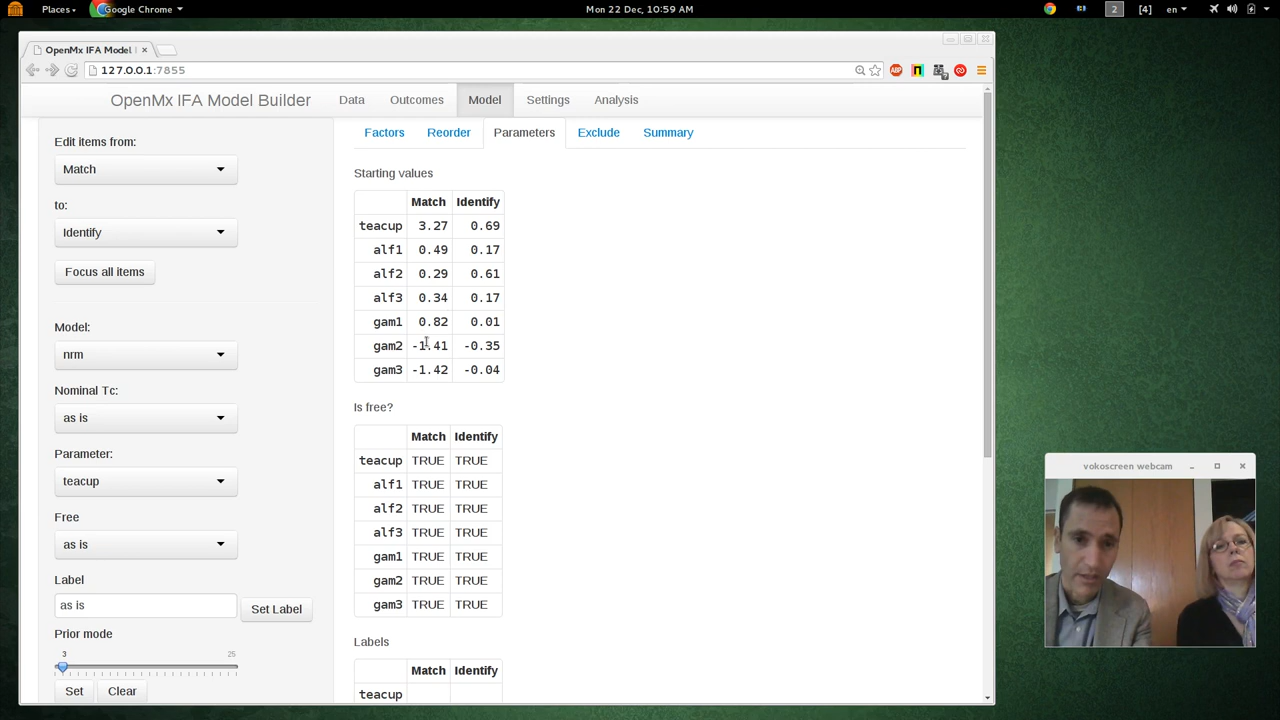 Places
Google Chrome
Mon 22 Dec, 10:59 AM
2
[4]
en
OpenMx IFA Model
127.0.0.1:7855
ABP
OpenMx IFA Model Builder
Data
Outcomes
Model
Settings
Analysis
Edit items from:
Match
to:
Identify
Focus all items
Model:
nrm
Nominal Tc:
as is
Parameter:
teacup
Free
as is
Label
as is
Set Label
Prior mode
3
25
Set
Clear
Factors
Reorder
Parameters
Exclude
Summary
Starting values
Match Identify
teacup 3.27 0.69
alf1 0.49 0.17
alf2 0.29 0.61
alf3 0.34 0.17
gam1 0.82 0.01
gam2 -1.41 -0.35
gam3 -1.42 -0.04
Is free?
Match Identify
teacup TRUE TRUE
alf1 TRUE TRUE
alf2 TRUE TRUE
alf3 TRUE TRUE
gam1 TRUE TRUE
gam2 TRUE TRUE
gam3 TRUE TRUE
Labels
Match Identify
teacup
vokoscreen webcam